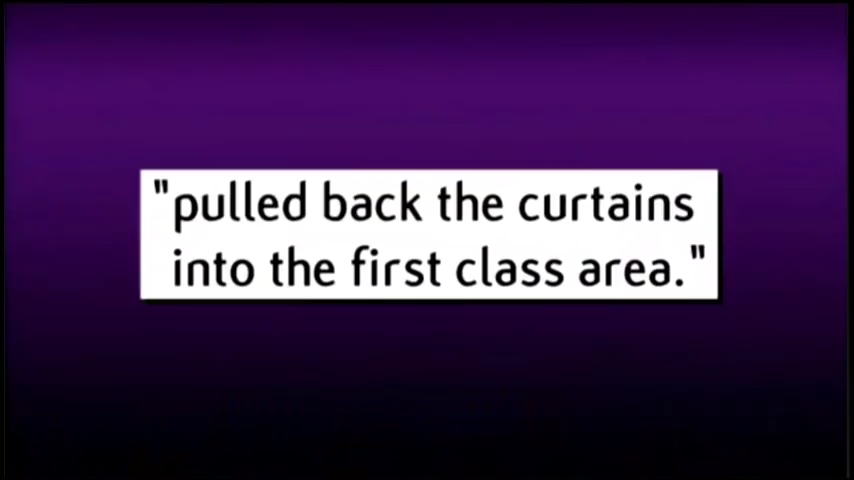 "pulled back the curtains
into the first class area."